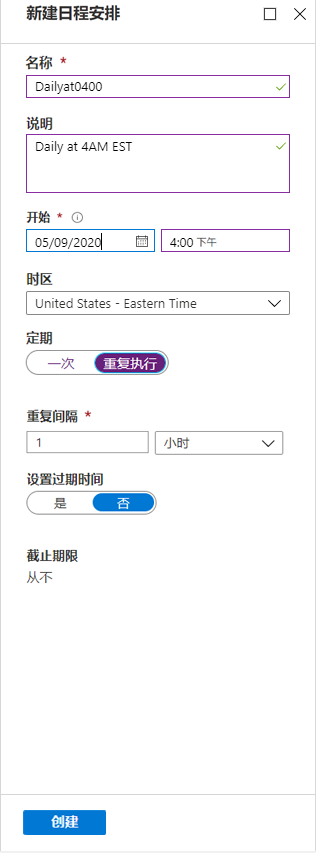 新建日程安排
名称 *
Dailyat0400
说明
Daily at 4AM EST
开始 *
05/09/2020 4:00 下午
时区
United States - Eastern Time
定期
一次 重复执行
重复间隔 *
1 小时
设置过期时间
是 否
截止期限
从不
创建